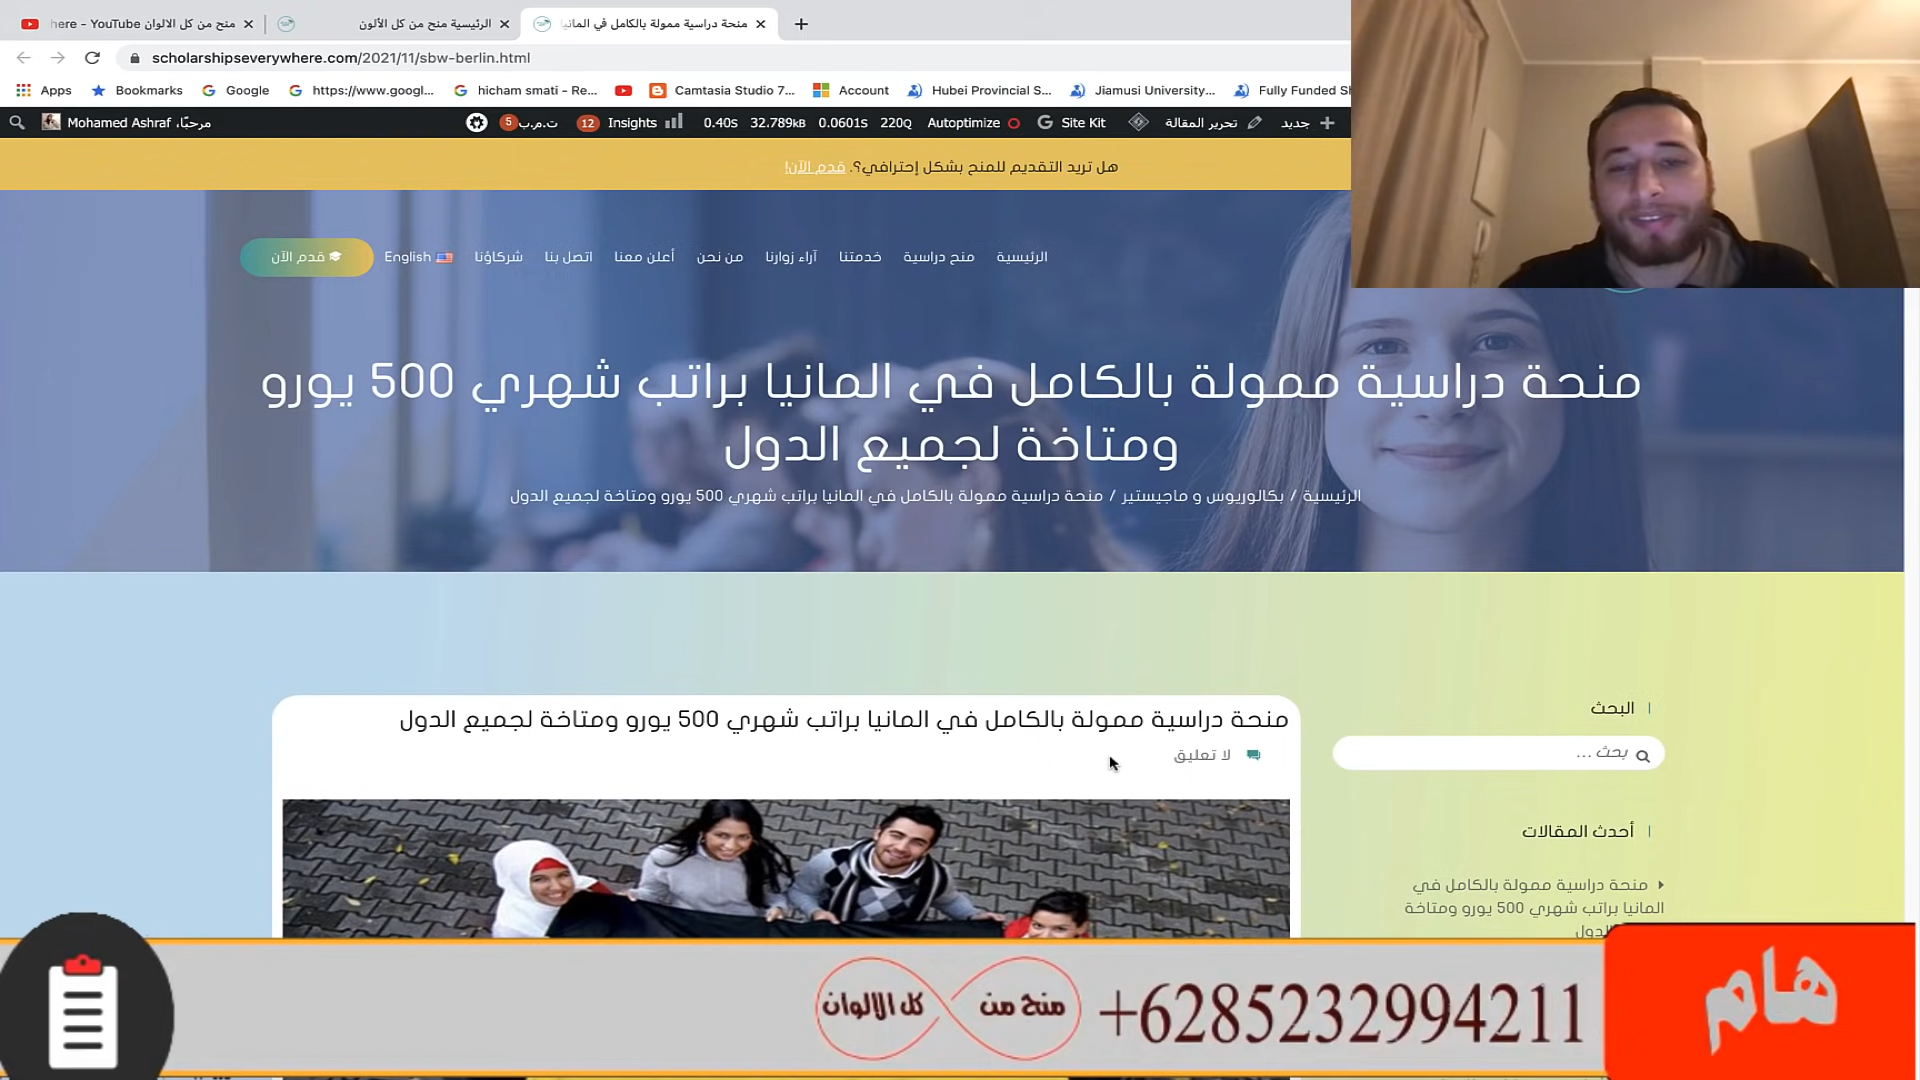 منح من كل الالوان here - YouTube
الرئيسية منح من كل الألون
منحة دراسية ممولة بالكامل في المانيا
scholarshipseverywhere.com/2021/11/sbw-berlin.html
Apps
Bookmarks
Google
https://www.googl...
hicham smati - Re...
Camtasia Studio 7...
Account
Hubei Provincial S...
Jiamusi University...
Fully Funded Sh
مرحبًا، Mohamed Ashraf
ت.م.ب 5
12 Insights
0.40s 32.789kB 0.0601s 220Q
Autoptimize
Site Kit
تحرير المقالة
جديد
هل تريد التقديم للمنح بشكل إحترافي؟. قدم الآن!
الرئيسية
منح دراسية
خدمتنا
آراء زوارنا
من نحن
أعلن معنا
اتصل بنا
شركاؤنا
English
قدم الآن
منحة دراسية ممولة بالكامل في المانيا براتب شهري 500 يورو
ومتاخة لجميع الدول
الرئيسية / بكالوريوس و ماجيستير / منحة دراسية ممولة بالكامل في المانيا براتب شهري 500 يورو ومتاخة لجميع الدول
منحة دراسية ممولة بالكامل في المانيا براتب شهري 500 يورو ومتاخة لجميع الدول
لا تعليق
البحث
بحث ...
أحدث المقالات
منحة دراسية ممولة بالكامل في
المانيا براتب شهري 500 يورو ومتاخة
هام
+6285232994211
منح من كل الالوان